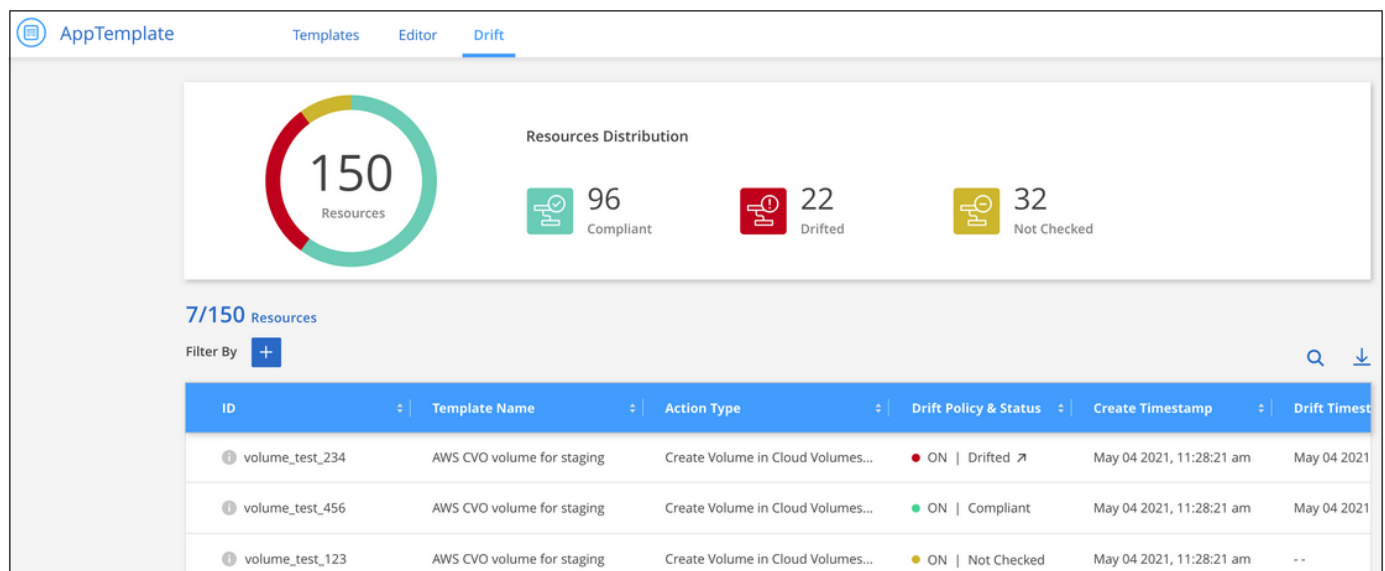 AppTemplate Templates Editor Drift
150
Resources
Resources Distribution
96
Compliant
22
Drifted
32
Not Checked
7/150 Resources
Filter By +
ID Template Name Action Type Drift Policy & Status Create Timestamp Drift Timest
volume_test_234 AWS CVO volume for staging Create Volume in Cloud Volumes... ON | Drifted May 04 2021, 11:28:21 am May 04 2021
volume_test_456 AWS CVO volume for staging Create Volume in Cloud Volumes... ON | Compliant May 04 2021, 11:28:21 am May 04 2021
volume_test_123 AWS CVO volume for staging Create Volume in Cloud Volumes... ON | Not Checked May 04 2021, 11:28:21 am - -